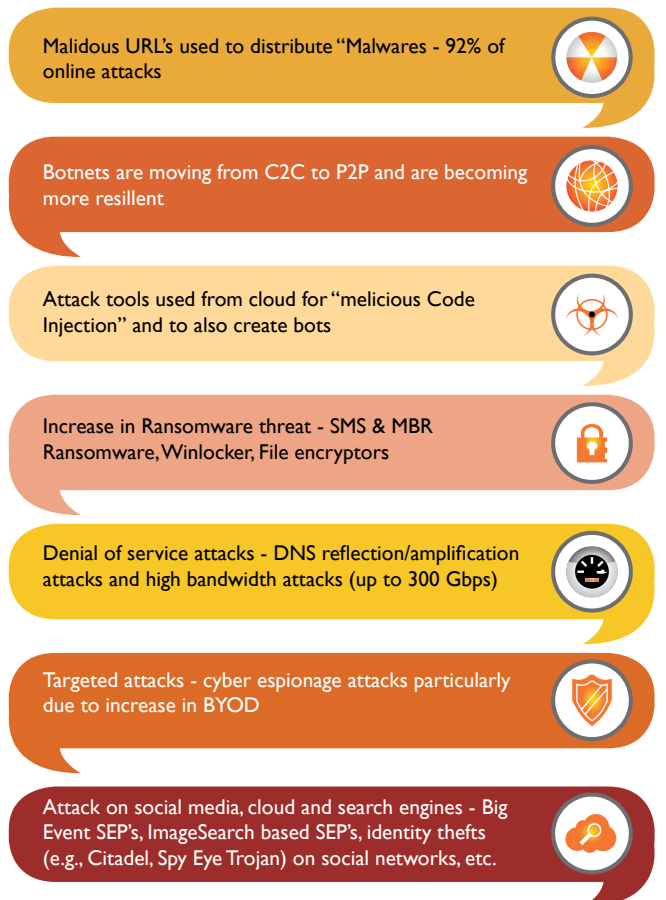 Malidous URL’s used to distribute “Malwares - 92% of
online attacks
Botnets are moving from C2C to P2P and are becoming
more resillent
Attack tools used from cloud for “melicious Code
Injection” and to also create bots
Increase in Ransomware threat - SMS & MBR
Ransomware, Winlocker, File encryptors
Denial of service attacks - DNS reflection/amplification
attacks and high bandwidth attacks (up to 300 Gbps)
Targeted attacks - cyber espionage attacks particularly
due to increase in BYOD
Attack on social media, cloud and search engines - Big
Event SEP’s, ImageSearch based SEP’s, identity thefts
(e.g., Citadel, Spy Eye Trojan) on social networks, etc.